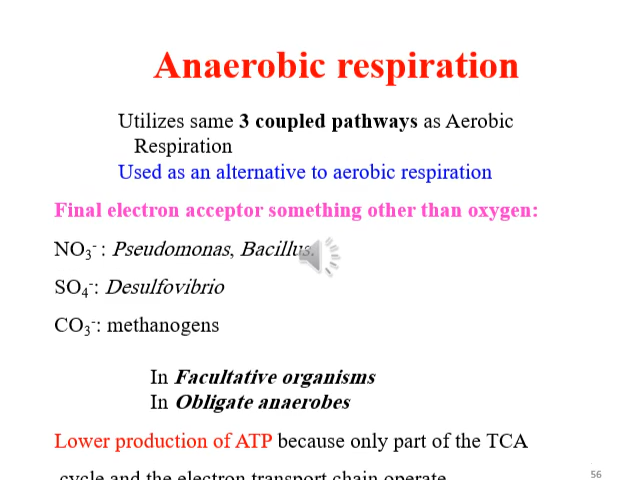 Anaerobic respiration
Utilizes same 3 coupled pathways as Aerobic
Respiration
Used as an alternative to aerobic respiration
Final electron acceptor something other than oxygen:
NO₃⁻ : Pseudomonas, Bacillus.
SO₄⁻: Desulfovibrio
CO₃⁻: methanogens
In Facultative organisms
In Obligate anaerobes
Lower production of ATP because only part of the TCA
cycle and the electron transport chain operate
56